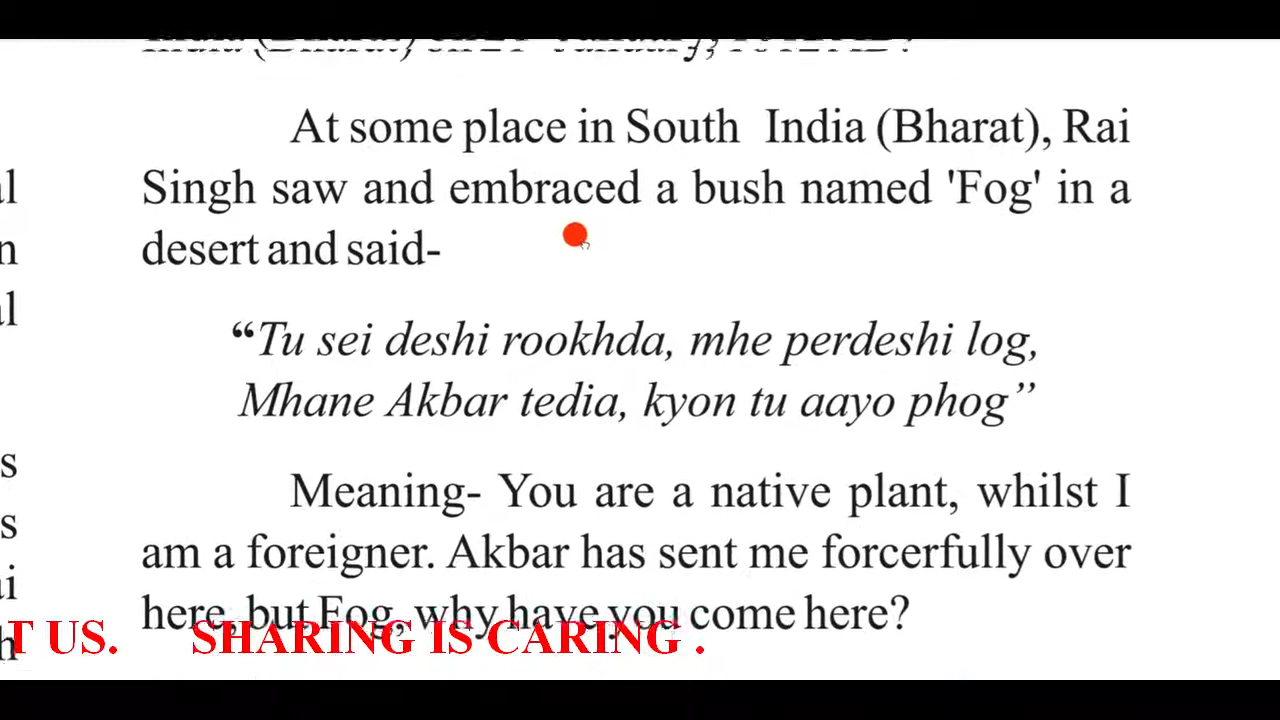 At some place in South India (Bharat), Rai
al
Singh saw and embraced a bush named 'Fog' in a
n
desert and said-
al
“Tu sei deshi rookhda, mhe perdeshi log,
Mhane Akbar tedia, kyon tu aayo phog”
s
Meaning- You are a native plant, whilst I
s
am a foreigner. Akbar has sent me forcerfully over
ai
here, but Fog, why have you come here?
h
T US. SHARING IS CARING .